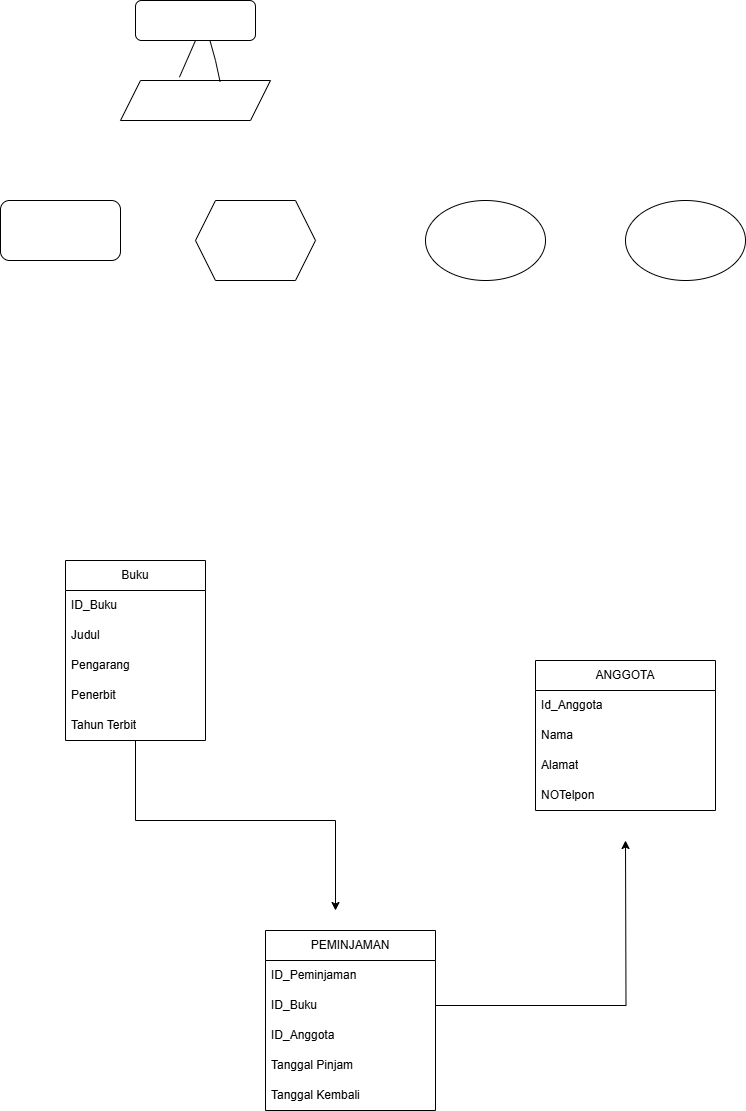 Buku
ID_Buku
Judul
Pengarang
Penerbit
Tahun Terbit
ANGGOTA
Id_Anggota
Nama
Alamat
NOTelpon
PEMINJAMAN
ID_Peminjaman
ID_Buku
ID_Anggota
Tanggal Pinjam
Tanggal Kembali